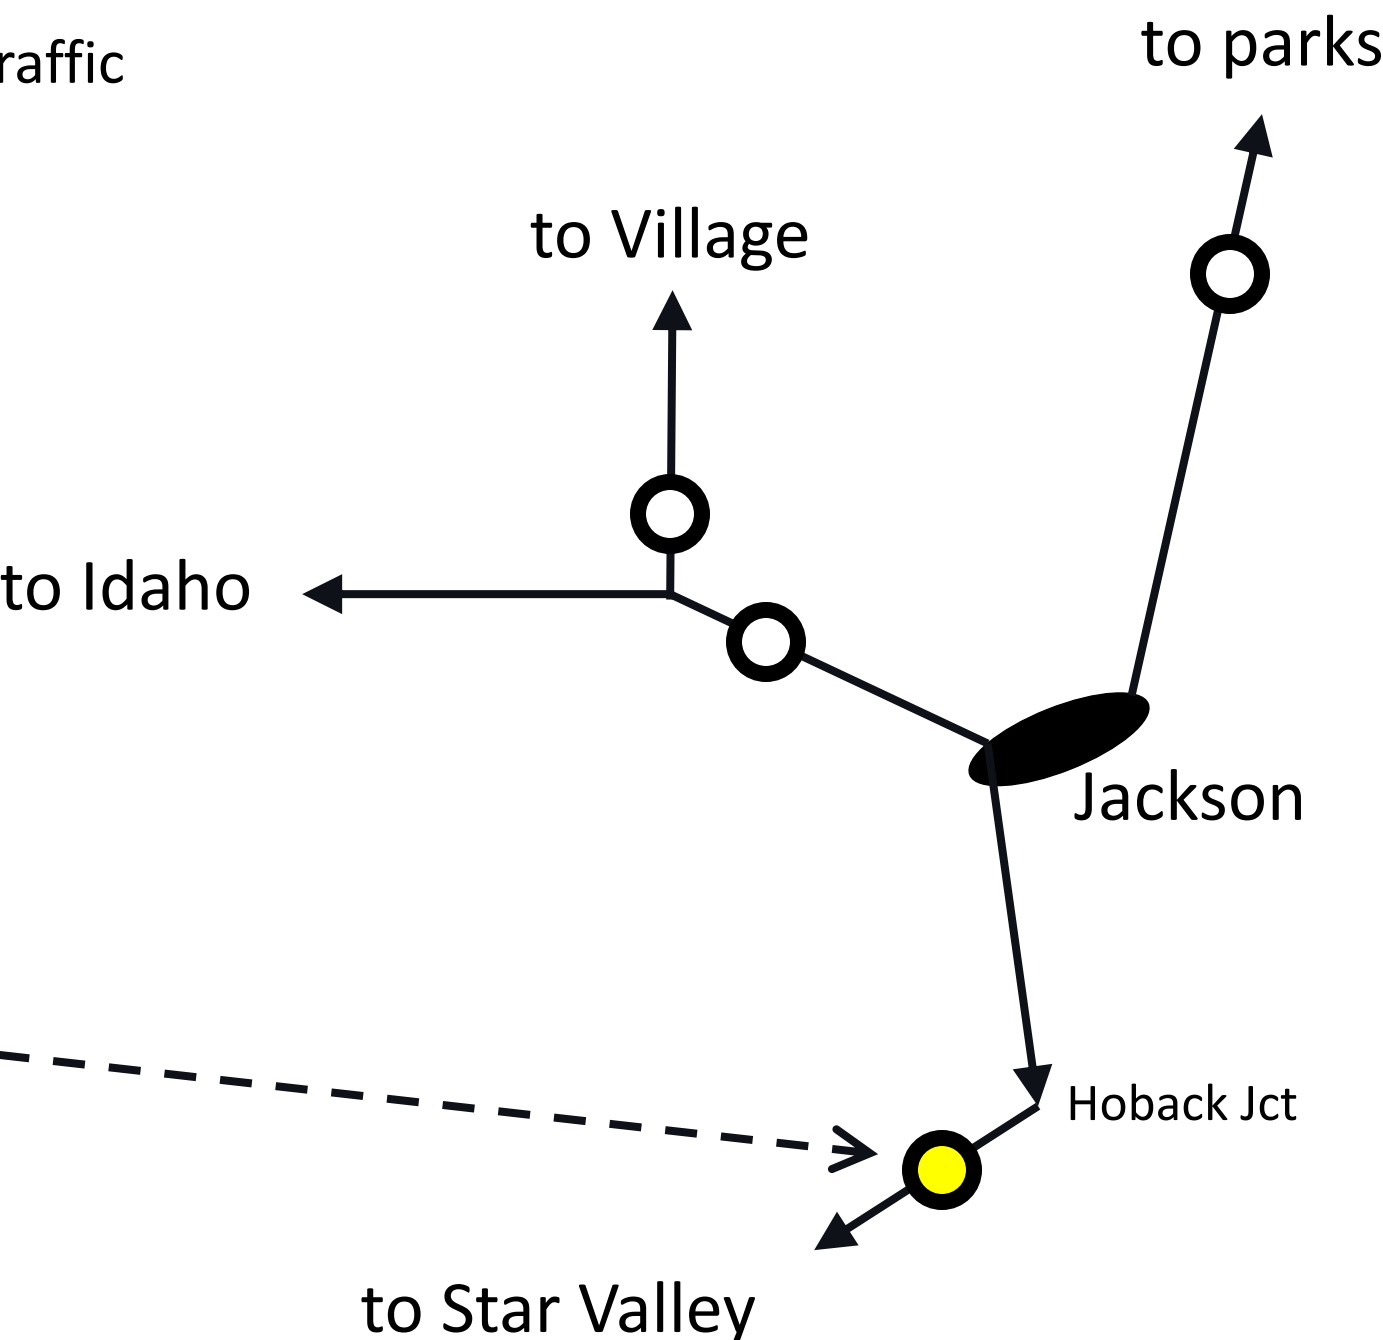 to parks
raffic
to Village
to Idaho
Jackson
Hoback Jct
to Star Valley